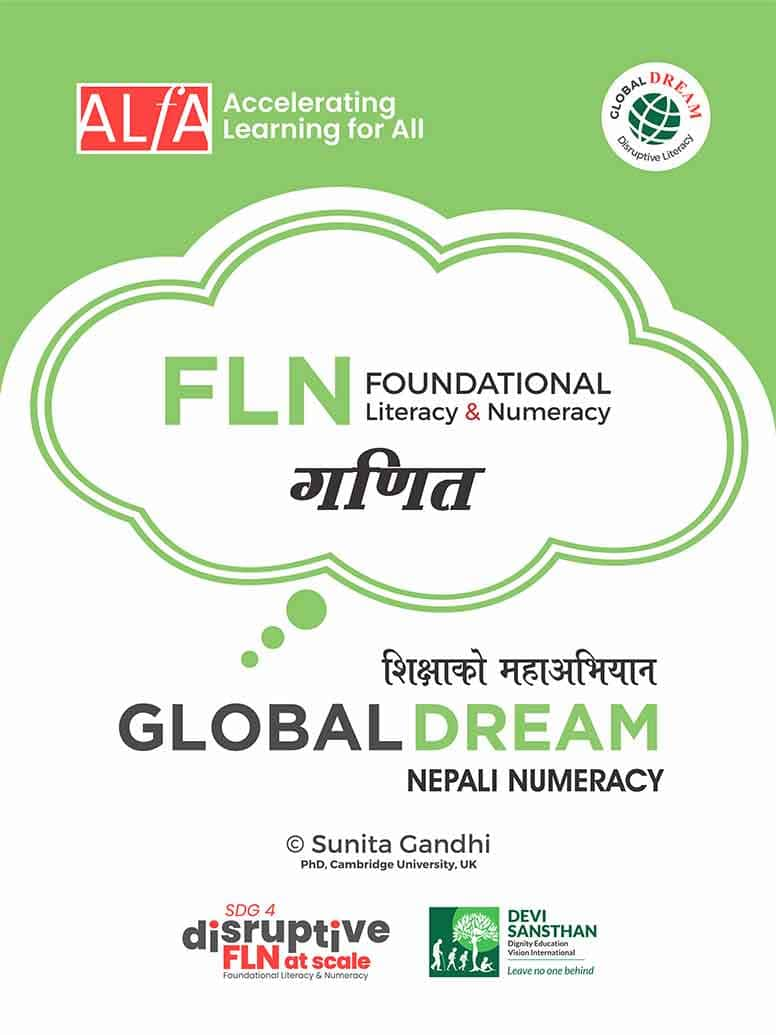 ALfA
Accelerating
Learning for All
GLOBAL DREAM
Disruptive Literacy
FLN
FOUNDATIONAL
Literacy & Numeracy
गणित
शिक्षाको महाअभियान
GLOBALDREAM
NEPALI NUMERACY
© Sunita Gandhi
PhD, Cambridge University, UK
SDG 4
disruptive
FLN at scale
Foundational Literacy & Numeracy
DEVI
SANSTHAN
Dignity Education
Vision International
Leave no one behind